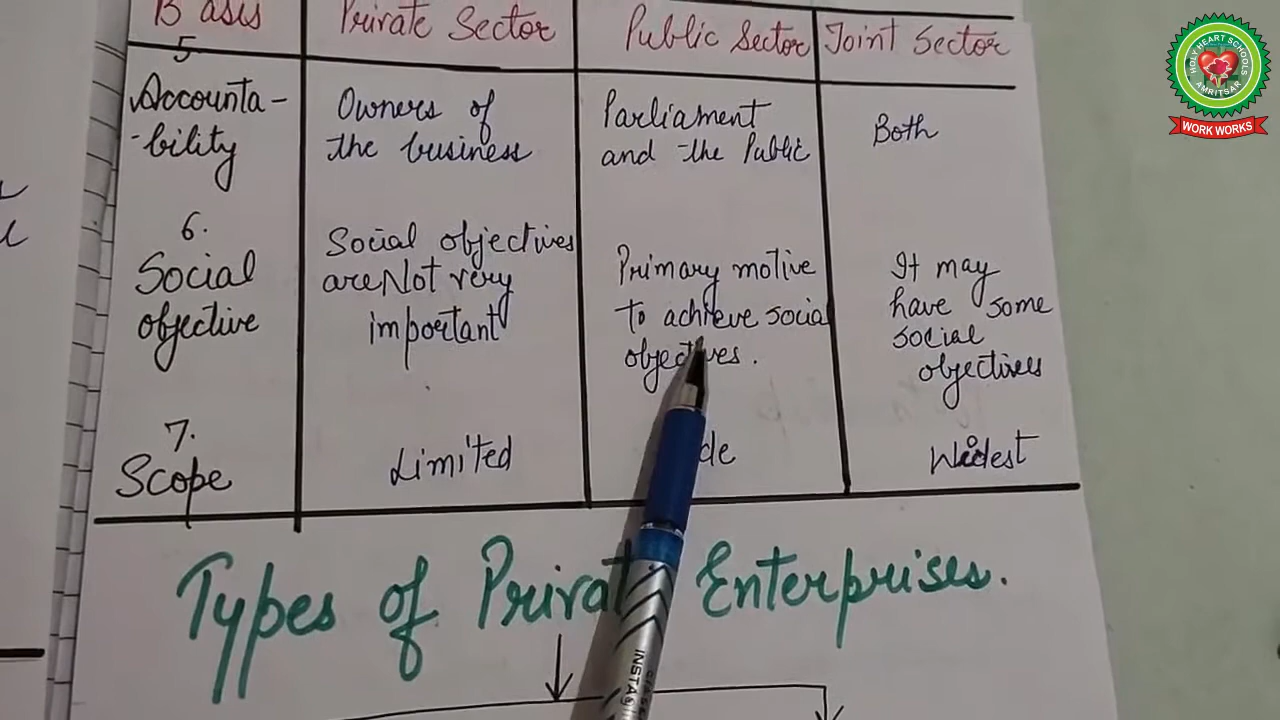 Basis Private Sector Public Sector Joint Sector
5.
Accounta-
-bility
Owners of
the business
Parliament
and the Public
Both
6.
Social
objective
Social objectives
are Not very
important
Primary motive
to achieve social
objectives.
It may
have some
social
objectives
7.
Scope
Limited
Widest
Types of Private Enterprises.
INSTA
HOLY HEART SCHOOLS
AMRITSAR
WORK WORKS